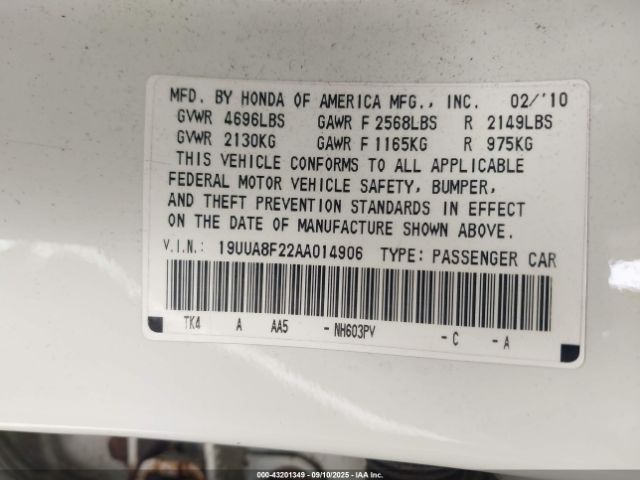 MFD. BY HONDA OF AMERICA MFG., INC. 02/'10
GVWR 4696LBS GAWR F 2568LBS R 2149LBS
GVWR 2130KG GAWR F 1165KG R 975KG
THIS VEHICLE CONFORMS TO ALL APPLICABLE
FEDERAL MOTOR VEHICLE SAFETY, BUMPER,
AND THEFT PREVENTION STANDARDS IN EFFECT
ON THE DATE OF MANUFACTURE SHOWN ABOVE.
V.I.N.: 19UUA8F22AA014906 TYPE: PASSENGER CAR
TK4 A AA5 -NH603PV -C -A
000-43201349 - 09/10/2025 - IAA Holdings, LLC